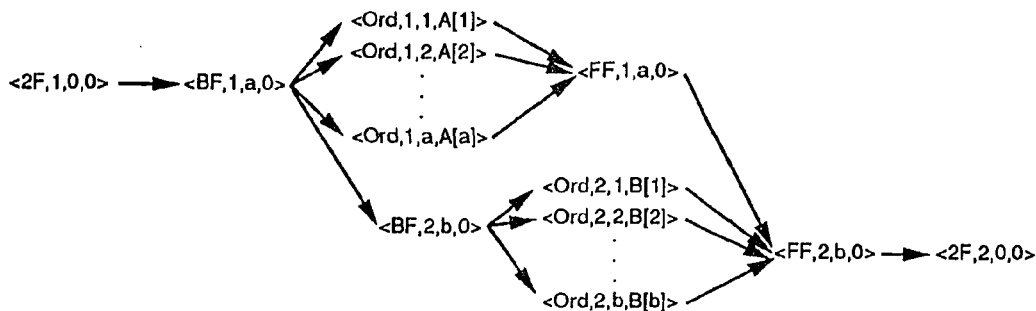 <Ord,1,1,A[1]>
<Ord,1,2,A[2]>
<2F,1,0,0>
<BF,1,a,0>
<FF,1,a,0>
<Ord,1,a,A[a]>
<Ord,2,1,B[1]>
<BF,2,b,0>
<Ord,2,2,B[2]>
<FF,2,b,0>
<2F,2,0,0>
<Ord,2,b,B[b]>